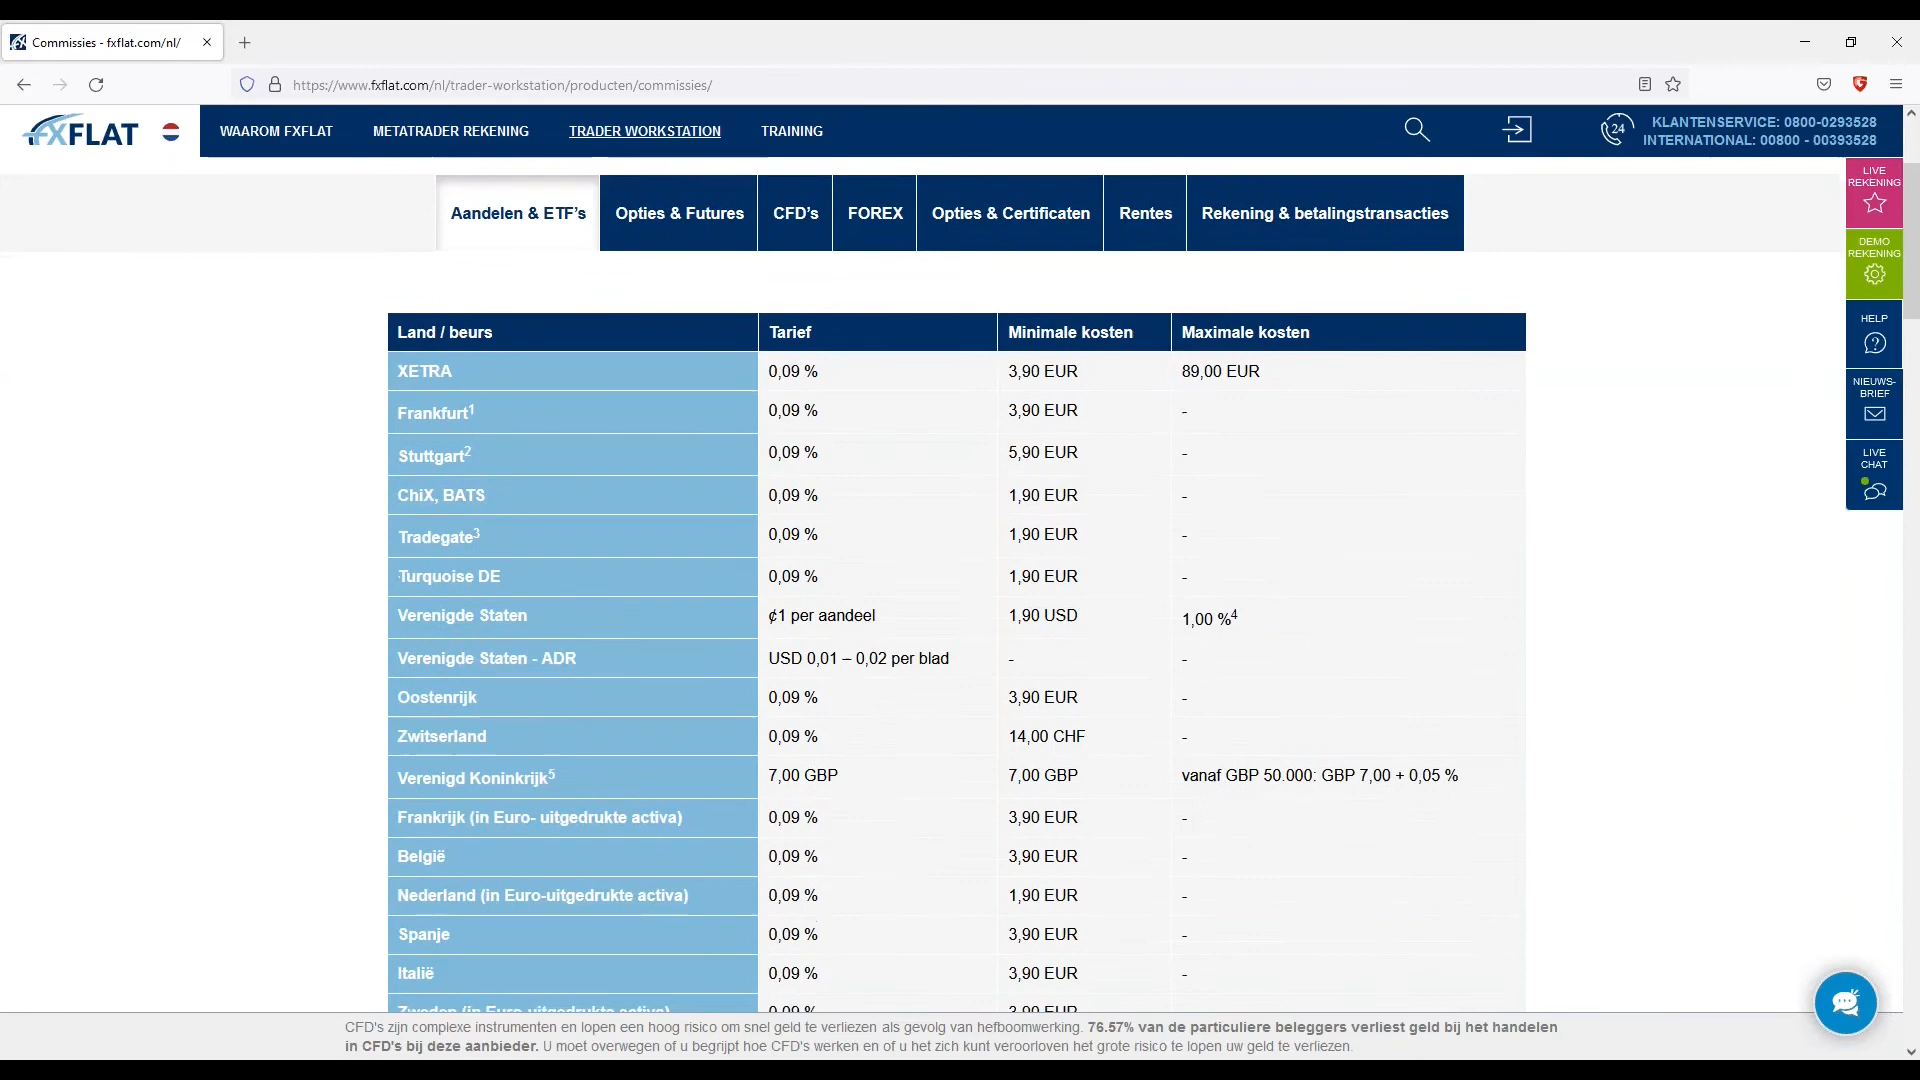 Commissies - fxflat.com/nl/
https://www.fxflat.com/nl/trader-workstation/producten/commissies/
FXFLAT
WAAROM FXFLAT METATRADER REKENING TRADER WORKSTATION TRAINING
24
KLANTENSERVICE: 0800-0293528
INTERNATIONAL: 00800 - 00393528
Aandelen & ETF’s Opties & Futures CFD’s FOREX Opties & Certificaten Rentes Rekening & betalingstransacties
LIVE
REKENING
DEMO
REKENING
HELP
NIEUWS-
BRIEF
LIVE
CHAT
Land / beurs Tarief Minimale kosten Maximale kosten
XETRA 0,09 % 3,90 EUR 89,00 EUR
Frankfurt1 0,09 % 3,90 EUR -
Stuttgart2 0,09 % 5,90 EUR -
ChiX, BATS 0,09 % 1,90 EUR -
Tradegate3 0,09 % 1,90 EUR -
Turquoise DE 0,09 % 1,90 EUR -
Verenigde Staten ¢1 per aandeel 1,90 USD 1,00 %4
Verenigde Staten - ADR USD 0,01 – 0,02 per blad - -
Oostenrijk 0,09 % 3,90 EUR -
Zwitserland 0,09 % 14,00 CHF -
Verenigd Koninkrijk5 7,00 GBP 7,00 GBP vanaf GBP 50.000: GBP 7,00 + 0,05 %
Frankrijk (in Euro- uitgedrukte activa) 0,09 % 3,90 EUR -
België 0,09 % 3,90 EUR -
Nederland (in Euro-uitgedrukte activa) 0,09 % 1,90 EUR -
Spanje 0,09 % 3,90 EUR -
Italië 0,09 % 3,90 EUR -
Zweden (in Euro-uitgedrukte activa) 0,09 % 3,90 EUR
CFD's zijn complexe instrumenten en lopen een hoog risico om snel geld te verliezen als gevolg van hefboomwerking. 76.57% van de particuliere beleggers verliest geld bij het handelen
in CFD's bij deze aanbieder. U moet overwegen of u begrijpt hoe CFD's werken en of u het zich kunt veroorloven het grote risico te lopen uw geld te verliezen.